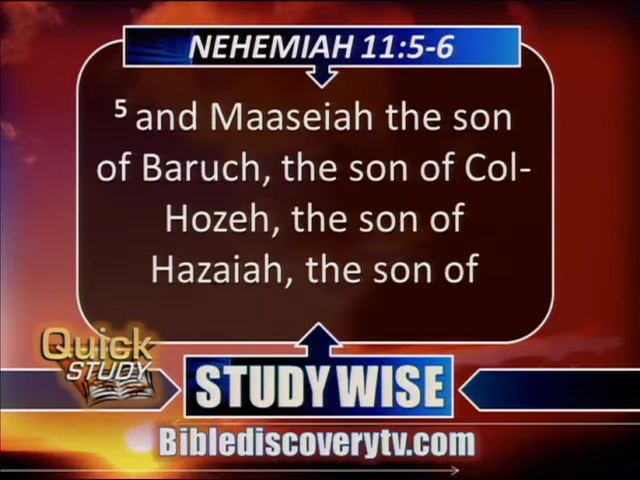 NEHEMIAH 11:5-6
5 and Maaseiah the son
of Baruch, the son of Col-
Hozeh, the son of
Hazaiah, the son of
Quick
STUDY
STUDY WISE
Biblediscoverytv.com